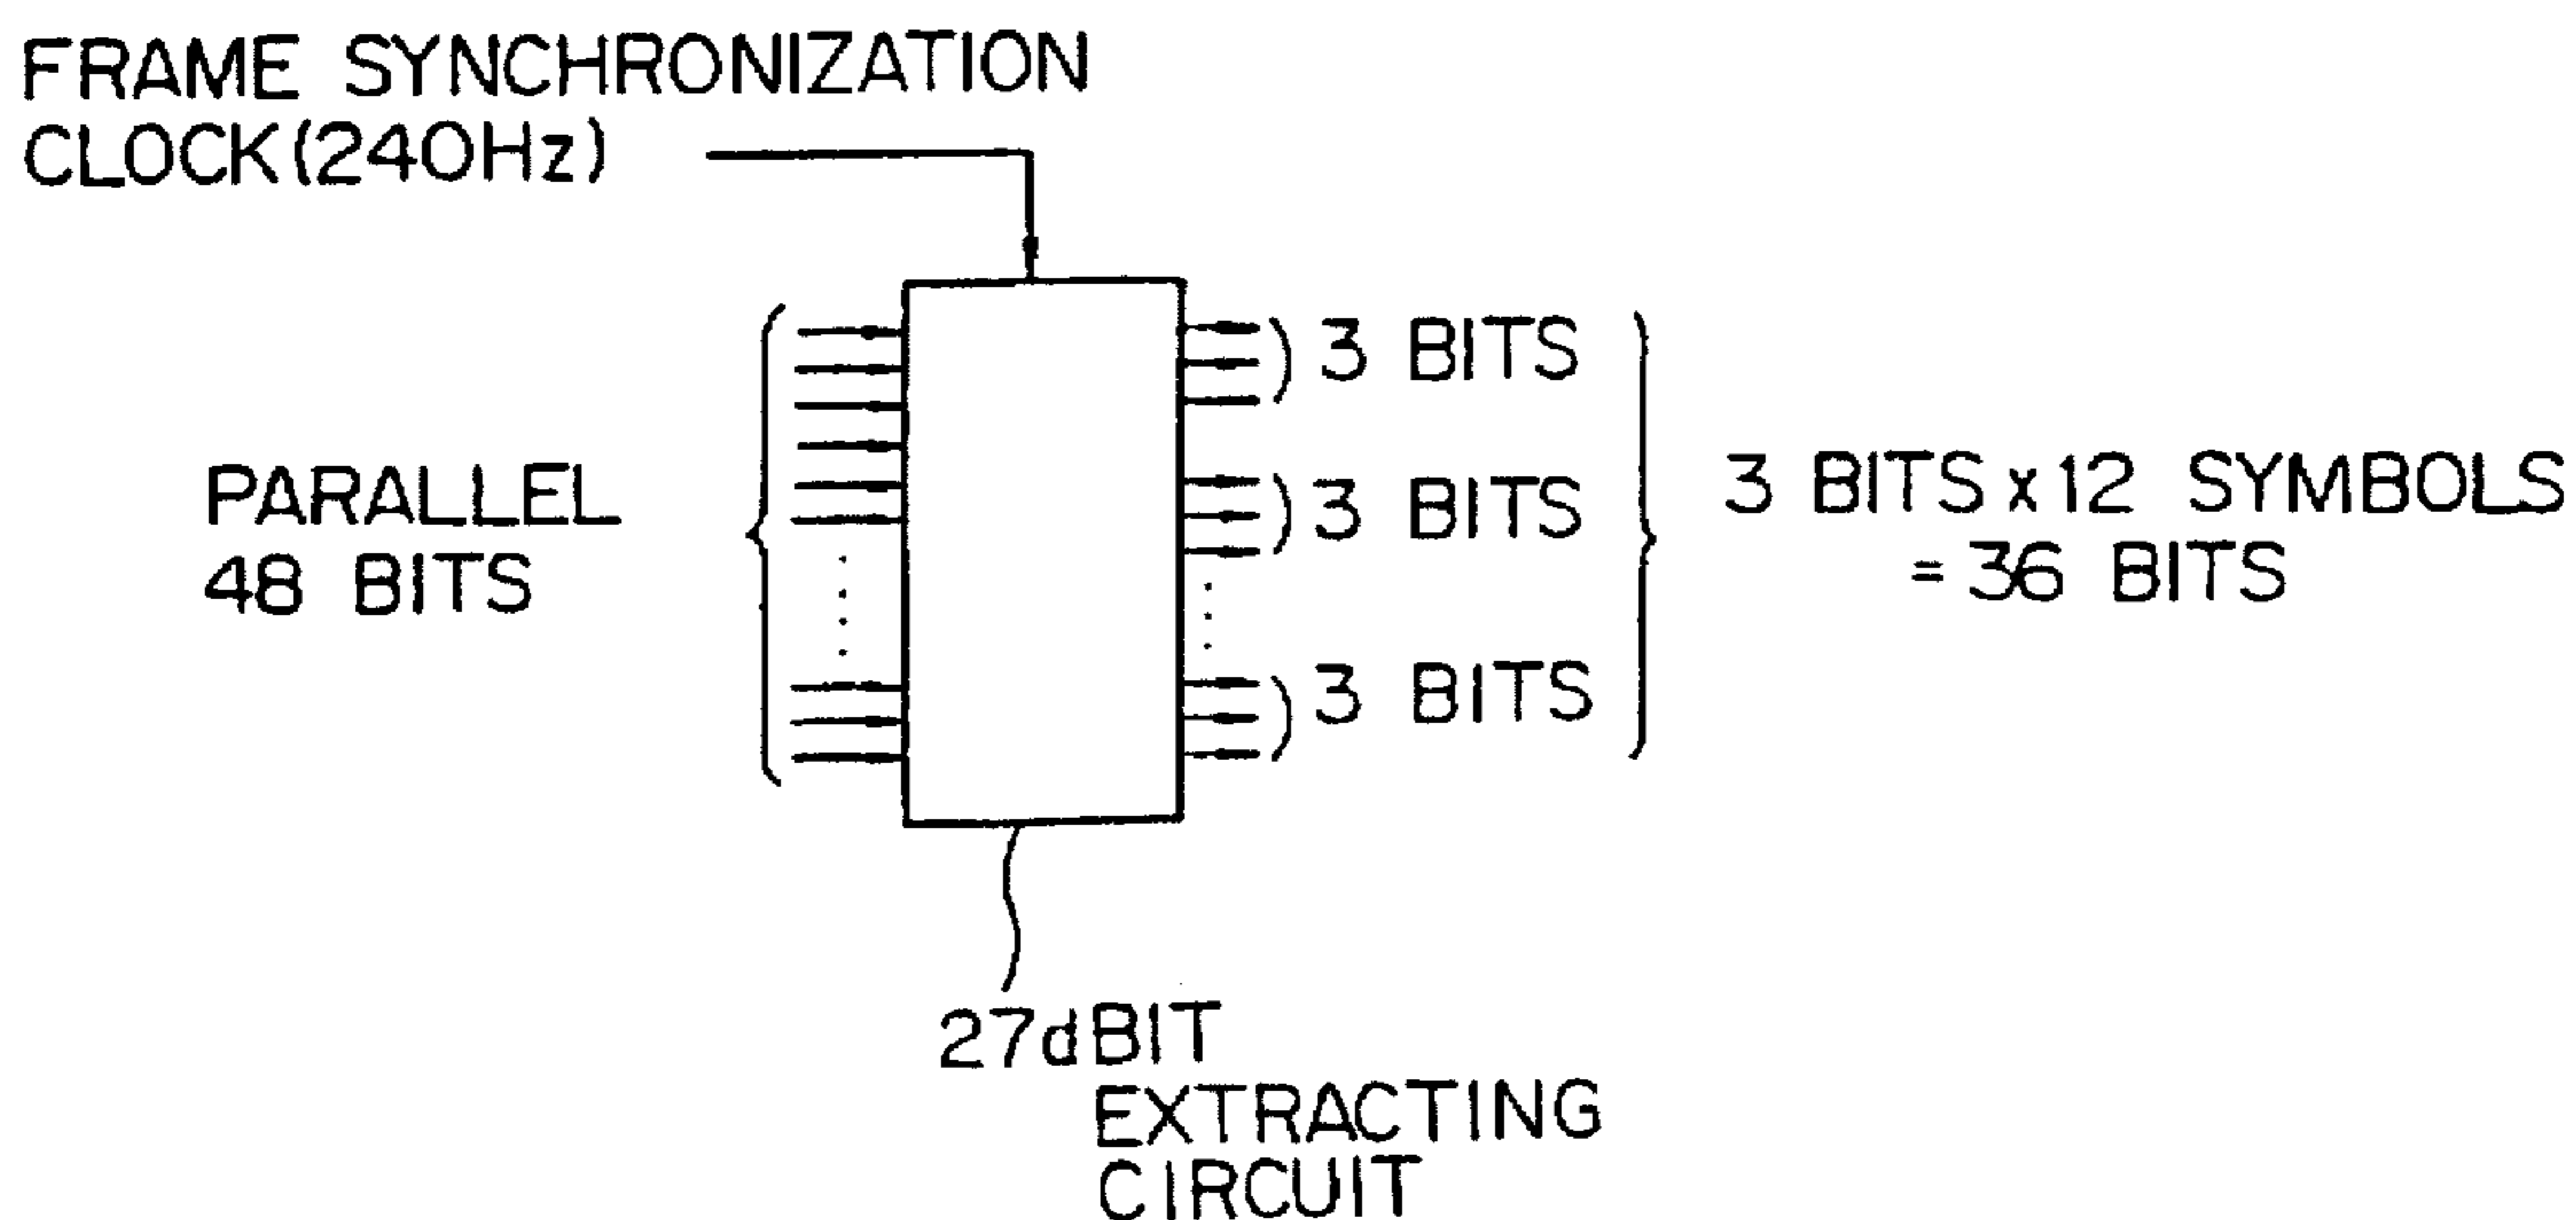 FRAME SYNCHRONIZATION
CLOCK(240Hz)
PARALLEL
48 BITS
3 BITS
3 BITS
3 BITS
3 BITS x 12 SYMBOLS
= 36 BITS
27d BIT
EXTRACTING
CIRCUIT